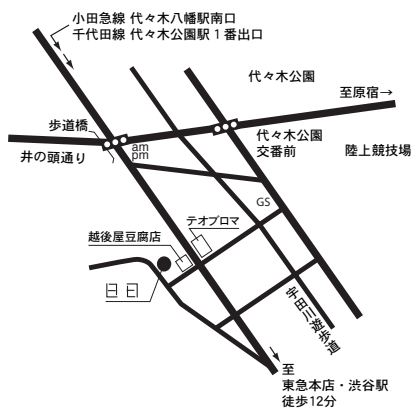 小田急線 代々木八幡駅南口
千代田線 代々木公園駅１番出口
代々木公園
至原宿→
歩道橋
am
pm
代々木公園
交番前
陸上競技場
井の頭通り
GS
テオブロマ
越後屋豆腐店
宇田川遊歩道
至
東急本店・渋谷駅
徒歩12分